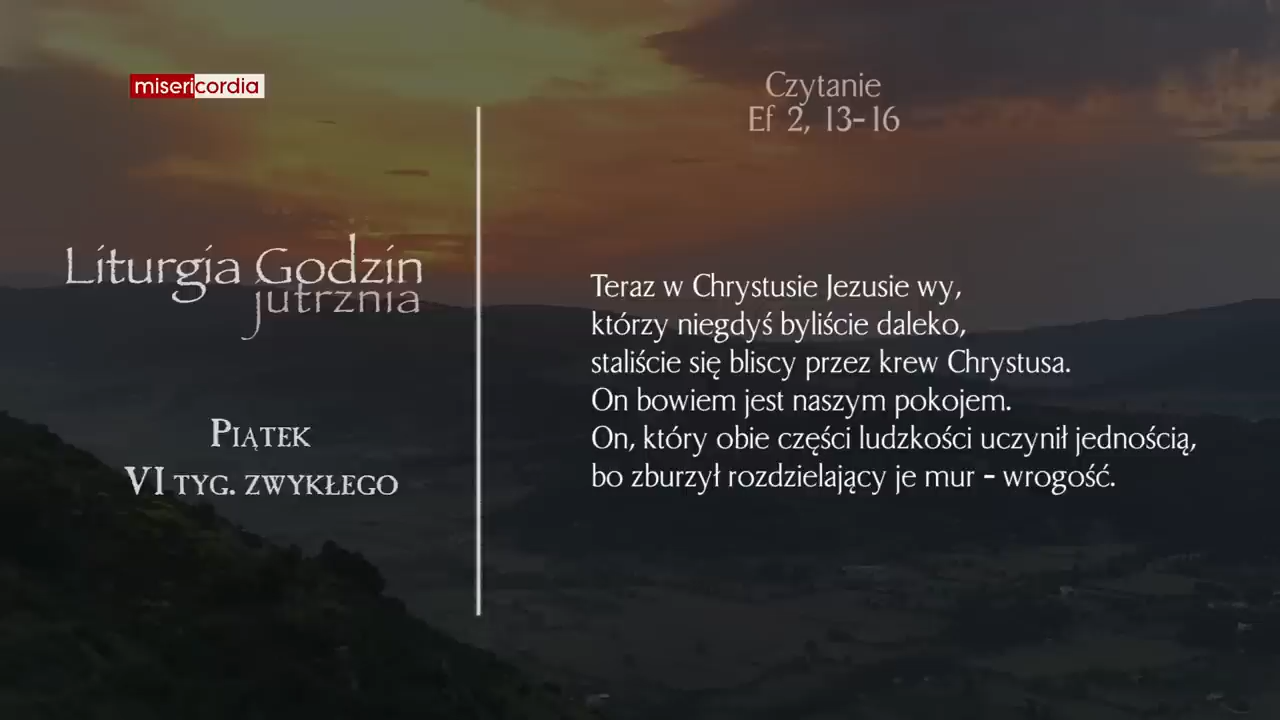 misericordia
Liturgia Godzin
jutrznia
Piątek
VI tyg. zwykłego
Czytanie
Ef 2, 13-16
Teraz w Chrystusie Jezusie wy,
którzy niegdyś byliście daleko,
staliście się bliscy przez krew Chrystusa.
On bowiem jest naszym pokojem.
On, który obie części ludzkości uczynił jednością,
bo zburzył rozdzielający je mur - wrogość.